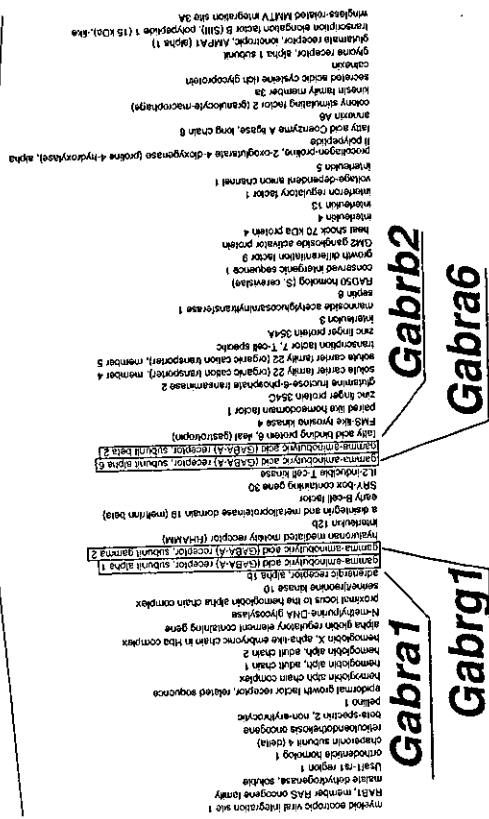 myeloid ecotropic viral integration site 1
RAB1, member RAS oncogene family
malate dehydrogenase, soluble
U2af1-rs1 region 1
orthodenticle homolog 1
chaperonin subunit 4 (delta)
reticuloendotheliosis oncogene
beta-spectrin 2, non-erythrocytic
pellino 1
epidermal growth factor receptor, related sequence
hemoglobin alph chain complex
hemoglobin alph, adult chain 1
hemoglobin alph, adult chain 2
hemoglobin X, alpha-like embryonic chain in Hba complex
alpha globin regulatory element containing gene
N-methylpurine-DNA glycosylase
proximal locus to the hemoglobin alpha chain complex
serine/threonine kinase 10
adrenergic receptor, alpha 1b
gamma-aminobutyric acid (GABA-A) receptor, subunit alpha 1
gamma-aminobutyric acid (GABA-A) receptor, subunit gamma 2
hyaluronan mediated motility receptor (RHAMM)
interleukin 12b
a disintegrin and metalloproteinase domain 19 (meltrin beta)
early B-cell factor
SRY-box containing gene 30
IL2-inducible T-cell kinase
gamma-aminobutyric acid (GABA-A) receptor, subunit alpha 6
gamma-aminobutyric acid (GABA-A) receptor, subunit beta 2
fatty acid binding protein 6, ileal (gastrotropin)
FMS-like tyrosine kinase 4
paired like homeodomain factor 1
zinc finger protein 354C
glutamine fructose-6-phosphate transaminase 2
soule carrier family 22 (organic cation transporter), member 4
solute carrier family 22 (organic cation transporter), member 5
transcription factor 7, T-cell specific
zinc finger protein 354A
interleukin 3
mannoside acetylglucosaminyltransferase 1
septin 8
RAD50 homolog (S. cerevisiae)
conserved intergenic sequence 1
growth differentiation factor 9
GM2 ganglioside activator protein
heat shock 70 kDa protein 4
interleukin 4
interleukin 13
interferon regulatory factor 1
voltage-dependent anion channel 1
interleukin 5
procollagen-proline, 2-oxoglutarate 4-dioxygenase (proline 4-hydroxylase), alpha
II polypeptide
fatty acid Coenzyme A ligase, long chain 6
annexin A6
colony stimulating factor 2 (granulocyte-macrophage)
kinesin family member 3a
secreted acidic cysteine rich glycoprotein
calnexin
glycine receptor, alpha 1 subunit
glutamate receptor, ionotropic, AMPA1 (alpha 1)
transcription elongation factor B (SIII), polypeptide 1 (15 kDa),-like
wingless-related MMTV integration site 3A
Gabra1
Gabrg1
Gabrb2
Gabra6